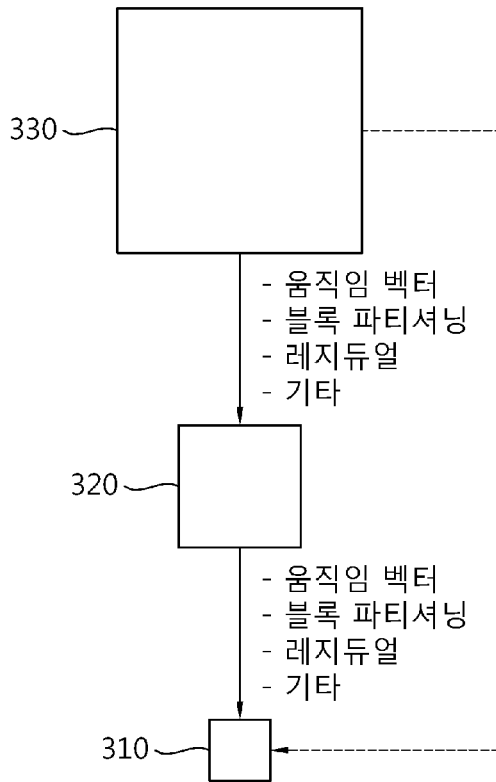 330
- 움직임 벡터
- 블록 파티셔닝
- 레지듀얼
- 기타
320
- 움직임 벡터
- 블록 파티셔닝
- 레지듀얼
- 기타
310